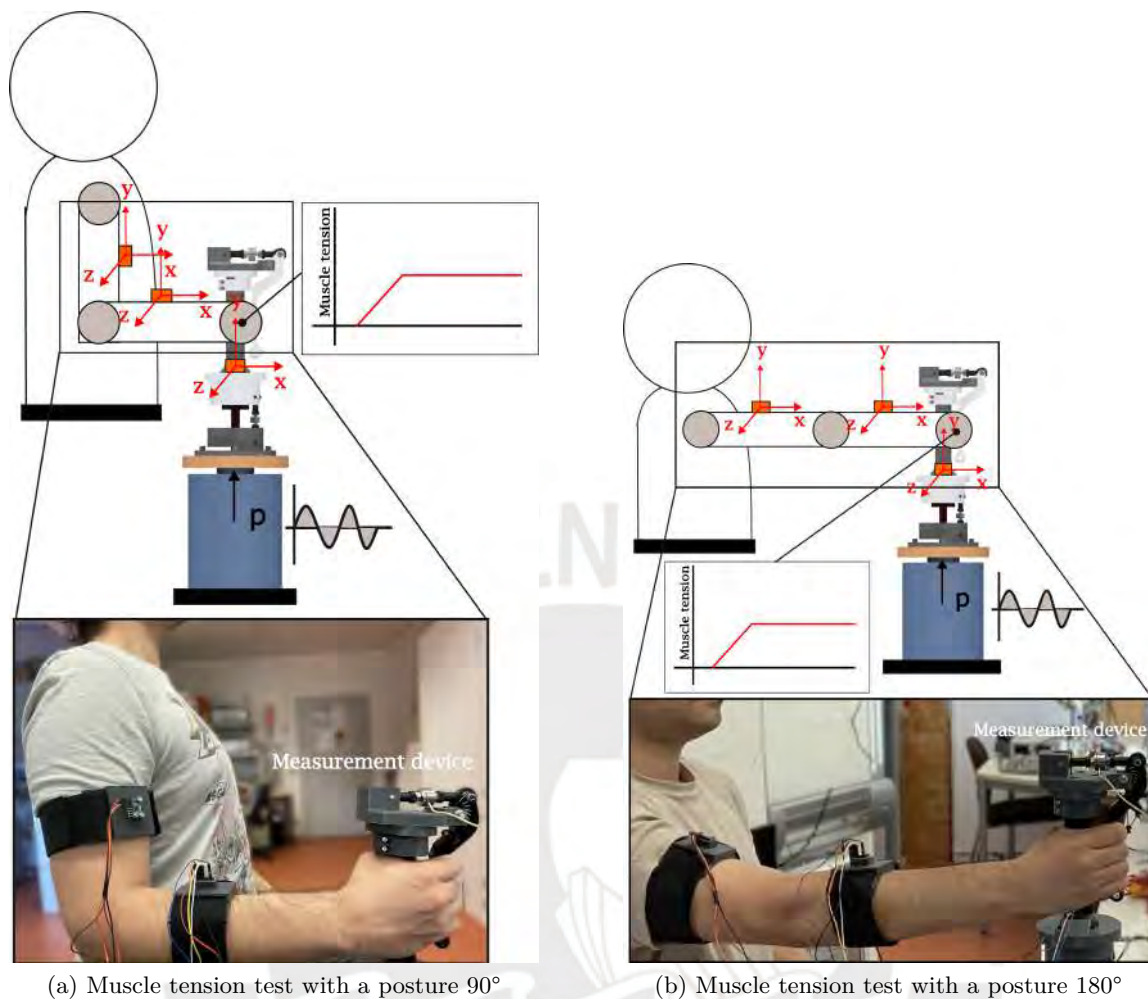 y
y
z
x
z
x
y
z
x
Muscle tension
p
Measurement device
(a) Muscle tension test with a posture 90°
y
y
z
x
z
x
y
z
x
Muscle tension
p
Measurement device
(b) Muscle tension test with a posture 180°